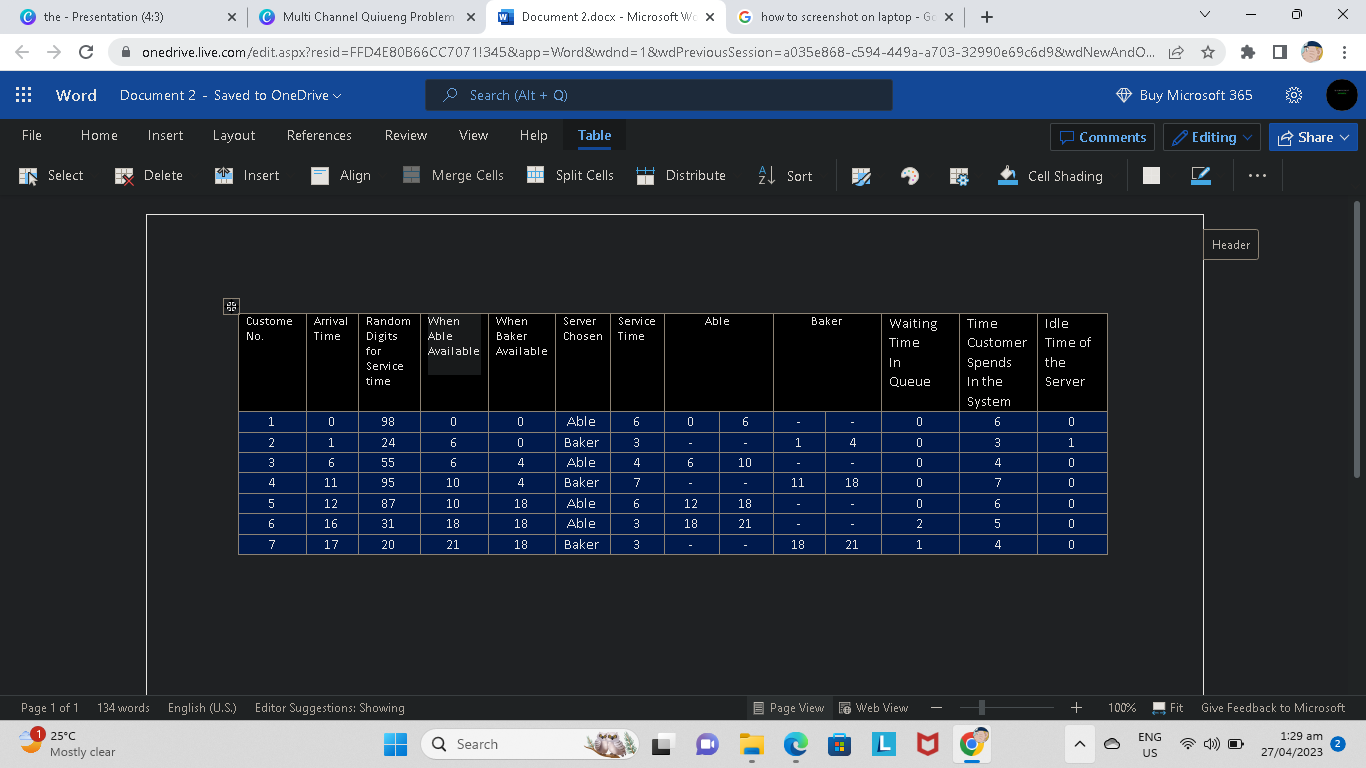 the - Presentation (4:3)
Multi Channel Quiueng Problem
Document 2.docx - Microsoft Wo
how to screenshot on laptop - Go
onedrive.live.com/edit.aspx?resid=FFD4E80B66CC7071!345&app=Word&wdnd=1&wdPreviousSession=a035e868-c594-449a-a703-32990e69c6d9&wdNewAndO...
Word Document 2 - Saved to OneDrive
Search (Alt + Q)
Buy Microsoft 365
File Home Insert Layout References Review View Help Table
Comments Editing Share
Select Delete Insert Align Merge Cells Split Cells Distribute Sort Cell Shading ...
Header
Custome No. Arrival Time Random Digits for Service time When Able Available When Baker Available Server Chosen Service Time Able Baker Waiting Time In Queue Time Customer Spends In the System Idle Time of the Server
1 0 98 0 0 Able 6 0 6 - - 0 6 0
2 1 24 6 0 Baker 3 - - 1 4 0 3 1
3 6 55 6 4 Able 4 6 10 - - 0 4 0
4 11 95 10 4 Baker 7 - - 11 18 0 7 0
5 12 87 10 18 Able 6 12 18 - - 0 6 0
6 16 31 18 18 Able 3 18 21 - - 2 5 0
7 17 20 21 18 Baker 3 - - 18 21 1 4 0
Page 1 of 1 134 words English (U.S.) Editor Suggestions: Showing
Page View Web View 100% Fit Give Feedback to Microsoft
1
25°C
Mostly clear
Search
ENG
US
1:29 am
27/04/2023
2